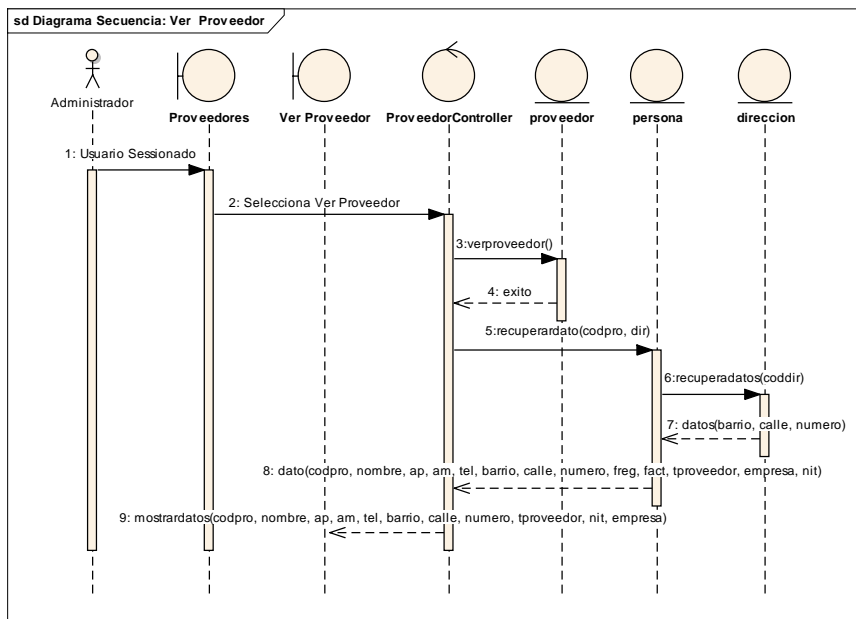 sd Diagrama Secuencia: Ver Proveedor
Administrador
Proveedores
Ver Proveedor
ProveedorController
proveedor
persona
direccion
1: Usuario Sessionado
2: Selecciona Ver Proveedor
3:verproveedor()
4: exito
5:recuperardato(codpro, dir)
6:recuperadatos(coddir)
7: datos(barrio, calle, numero)
8: dato(codpro, nombre, ap, am, tel, barrio, calle, numero, freg, fact, tproveedor, empresa, nit)
9: mostrardatos(codpro, nombre, ap, am, tel, barrio, calle, numero, tproveedor, nit, empresa)